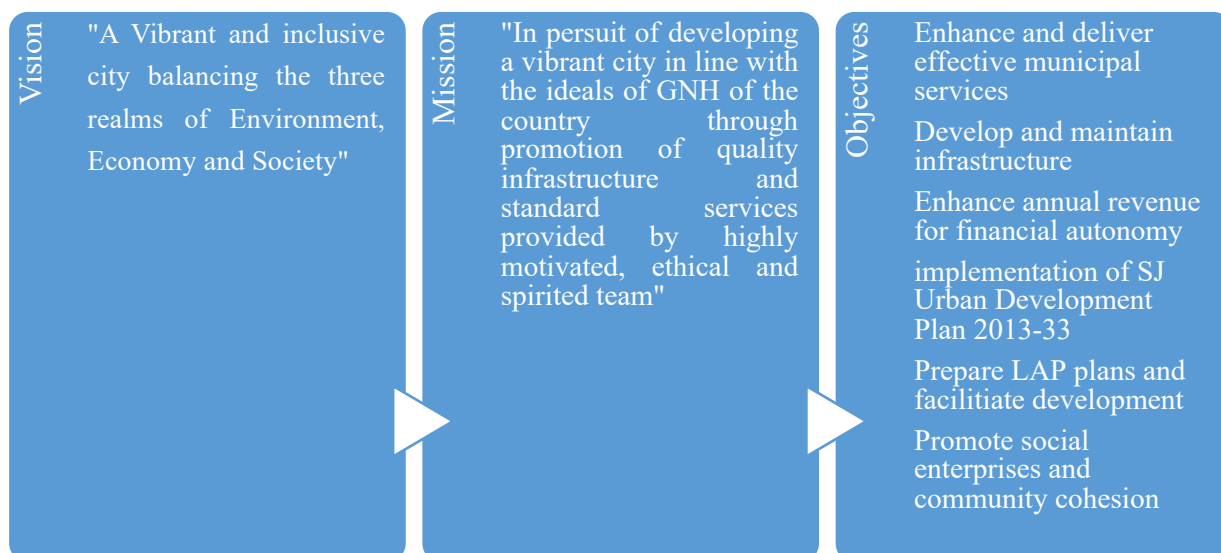 Vision
"A Vibrant and inclusive
city balancing the three
realms of Environment,
Economy and Society"
Mission
"In persuit of developing
a vibrant city in line with
the ideals of GNH of the
country through
promotion of quality
infrastructure and
standard services
provided by highly
motivated, ethical and
spirited team"
Objectives
Enhance and deliver
effective municipal
services
Develop and maintain
infrastructure
Enhance annual revenue
for financial autonomy
implementation of SJ
Urban Development
Plan 2013-33
Prepare LAP plans and
facilitiate development
Promote social
enterprises and
community cohesion